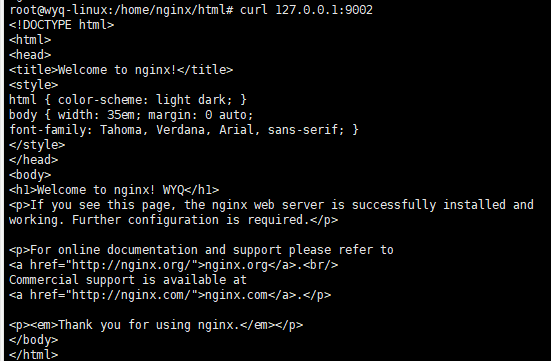 root@wyq-linux:/home/nginx/html# curl 127.0.0.1:9002
<!DOCTYPE html>
<html>
<head>
<title>Welcome to nginx!</title>
<style>
html { color-scheme: light dark; }
body { width: 35em; margin: 0 auto;
font-family: Tahoma, Verdana, Arial, sans-serif; }
</style>
</head>
<body>
<h1>Welcome to nginx! WYQ</h1>
<p>If you see this page, the nginx web server is successfully installed and
working. Further configuration is required.</p>

<p>For online documentation and support please refer to
<a href="http://nginx.org/">nginx.org</a>.<br/>
Commercial support is available at
<a href="http://nginx.com/">nginx.com</a>.</p>

<p><em>Thank you for using nginx.</em></p>
</body>
</html>